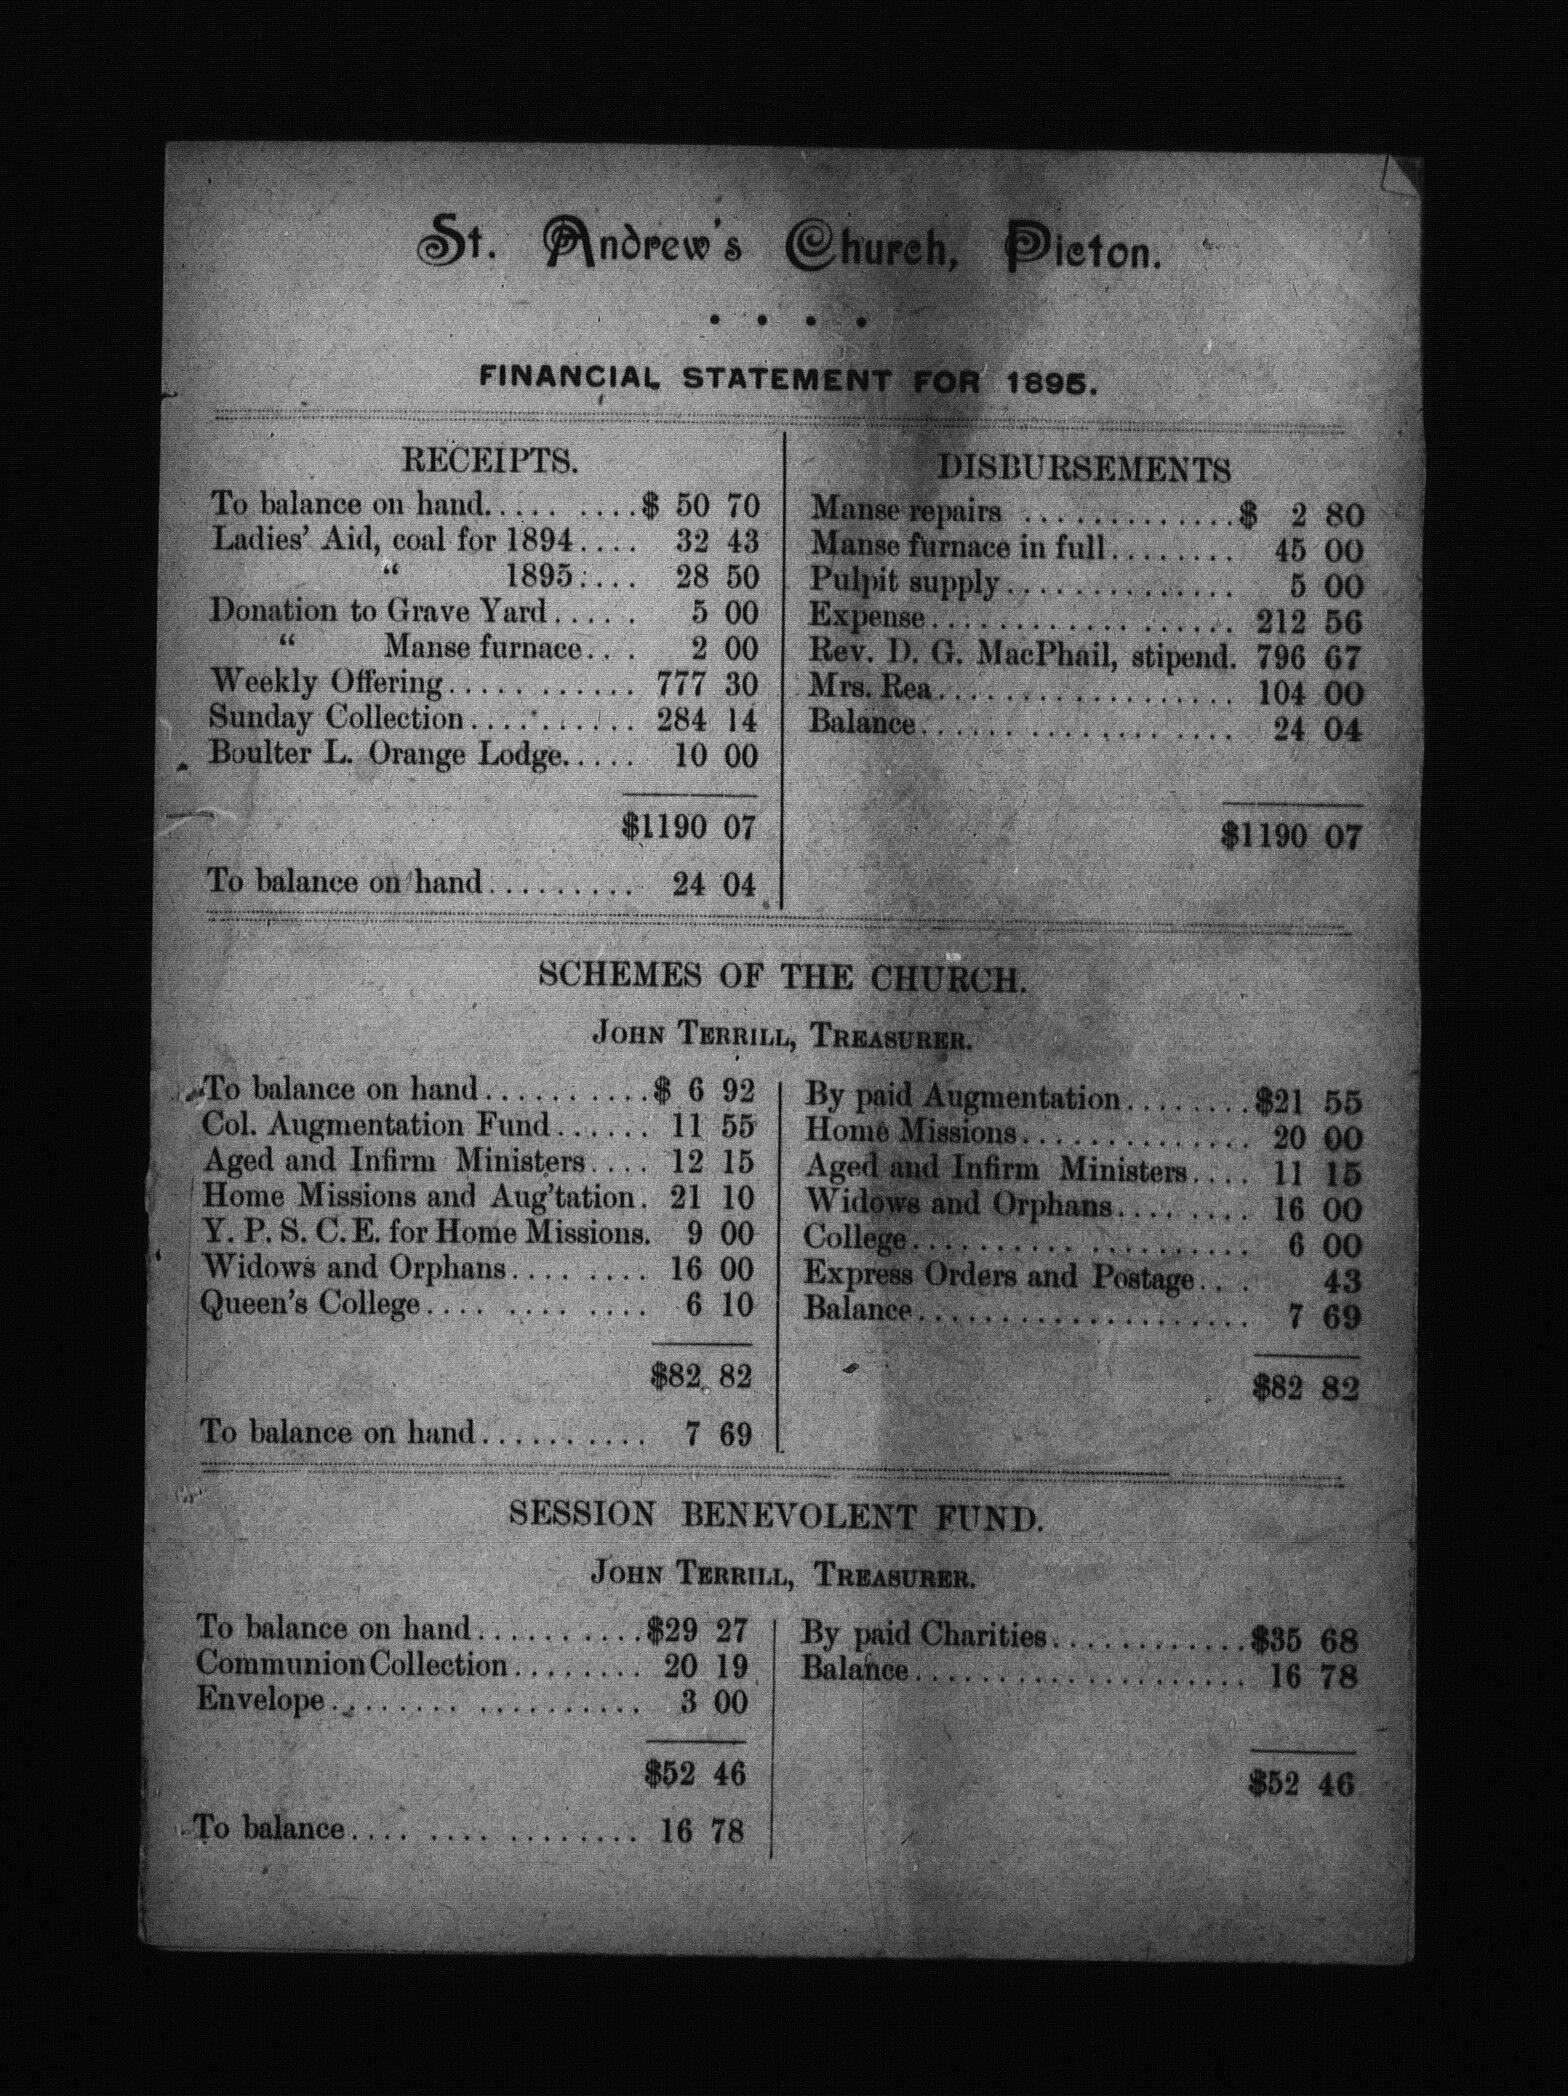 St. Andrew's Church, Picton.
FINANCIAL STATEMENT FOR 1895.
RECEIPTS.
To balance on hand.... ....$ 50 70
Ladies' Aid, coal for 1894.... 32 43
“ 1895.... 28 50
Donation to Grave Yard..... 5 00
“ Manse furnace... 2 00
Weekly Offering........... 777 30
Sunday Collection.......... 284 14
Boulter L. Orange Lodge..... 10 00
$1190 07
To balance on hand......... 24 04
DISBURSEMENTS
Manse repairs .............$ 2 80
Manse furnace in full........ 45 00
Pulpit supply.............. 5 00
Expense.................. 212 56
Rev. D. G. MacPhail, stipend. 796 67
Mrs. Rea.................. 104 00
Balance................... 24 04
$1190 07
SCHEMES OF THE CHURCH.
JOHN TERRILL, TREASURER.
To balance on hand..........$ 6 92
Col. Augmentation Fund...... 11 55
Aged and Infirm Ministers.... 12 15
Home Missions and Aug'tation. 21 10
Y. P. S. C. E. for Home Missions. 9 00
Widows and Orphans.... .... 16 00
Queen's College.... .... .... 6 10
$82 82
To balance on hand.......... 7 69
By paid Augmentation........$21 55
Home Missions.............. 20 00
Aged and Infirm Ministers.... 11 15
Widows and Orphans........ 16 00
College.......... .......... 6 00
Express Orders and Postage... 43
Balance.................... 7 69
$82 82
SESSION BENEVOLENT FUND.
JOHN TERRILL, TREASURER.
To balance on hand..........$29 27
Communion Collection........ 20 19
Envelope........ .......... 3 00
$52 46
To balance.... .... ........ 16 78
By paid Charities............$35 68
Balance.................... 16 78
$52 46